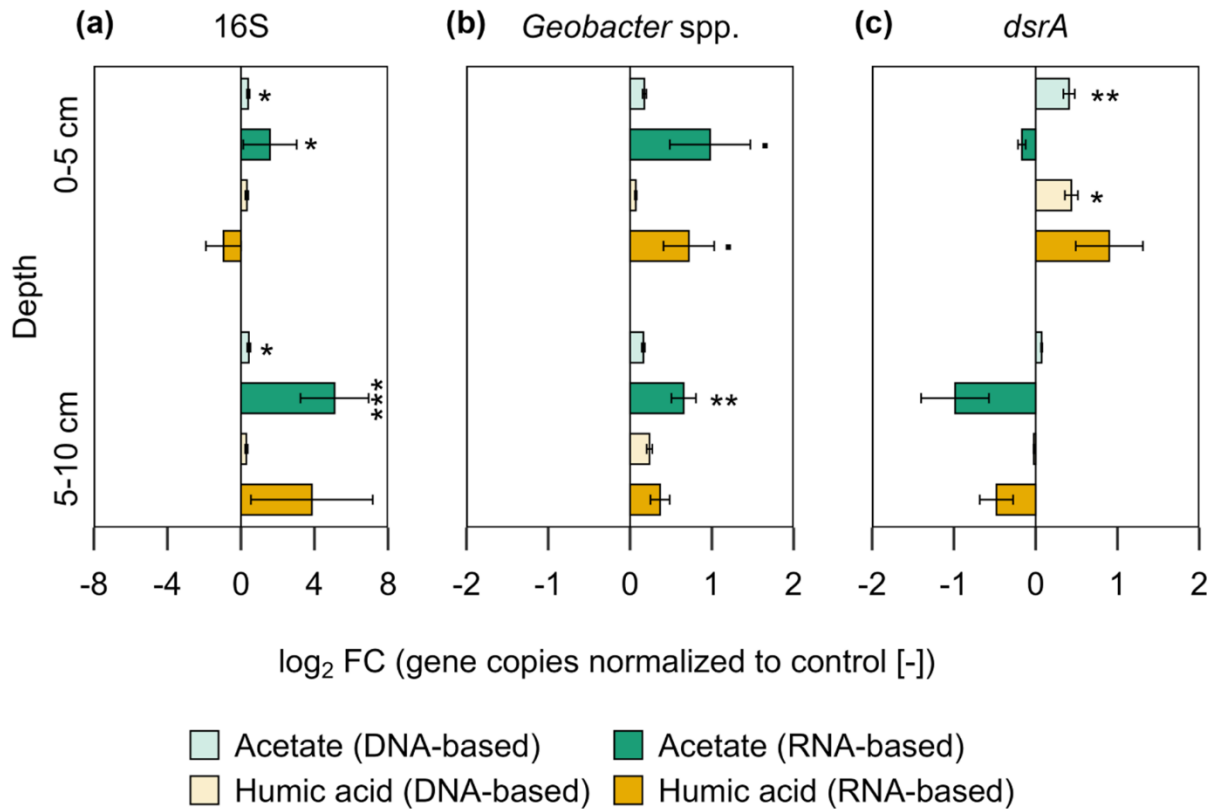 (a) 16S (b) Geobacter spp. (c) dsrA
0-5 cm
* ** 
* ▪
*
▪
Depth
5-10 cm
*
*** **
-8 -4 0 4 8 -2 -1 0 1 2 -2 -1 0 1 2
log₂ FC (gene copies normalized to control [-])
Acetate (DNA-based) Acetate (RNA-based)
Humic acid (DNA-based) Humic acid (RNA-based)